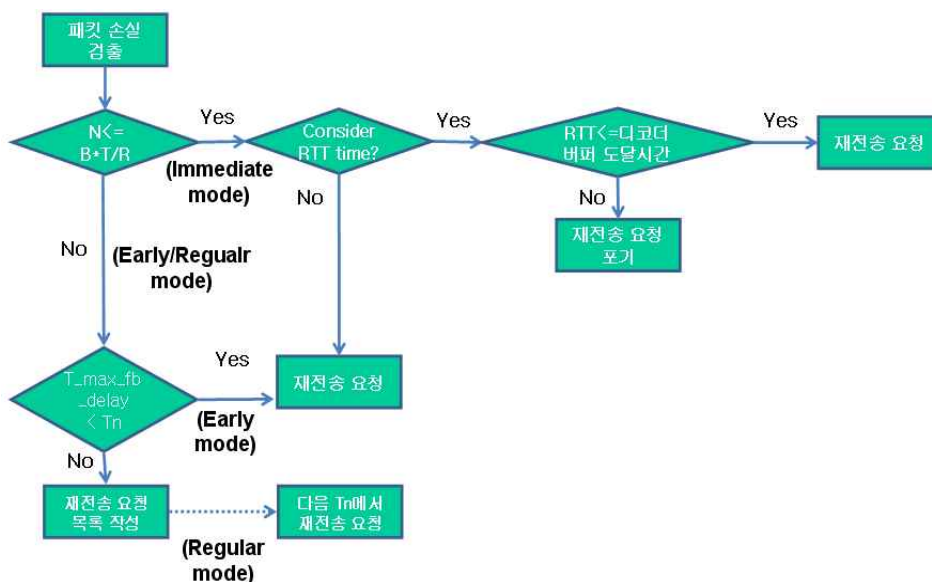 패킷 손실
검출
N<=
B*T/R
Yes
(Immediate
mode)
Consider
RTT time?
Yes
RTT<=디코더
버퍼 도달시간
Yes
재전송 요청
No
No
재전송 요청
포기
No
(Early/Regualr
mode)
T_max_fb
_delay
< Tn
Yes
(Early
mode)
재전송 요청
No
재전송 요청
목록 작성
(Regular
mode)
다음 Tn에서
재전송 요청